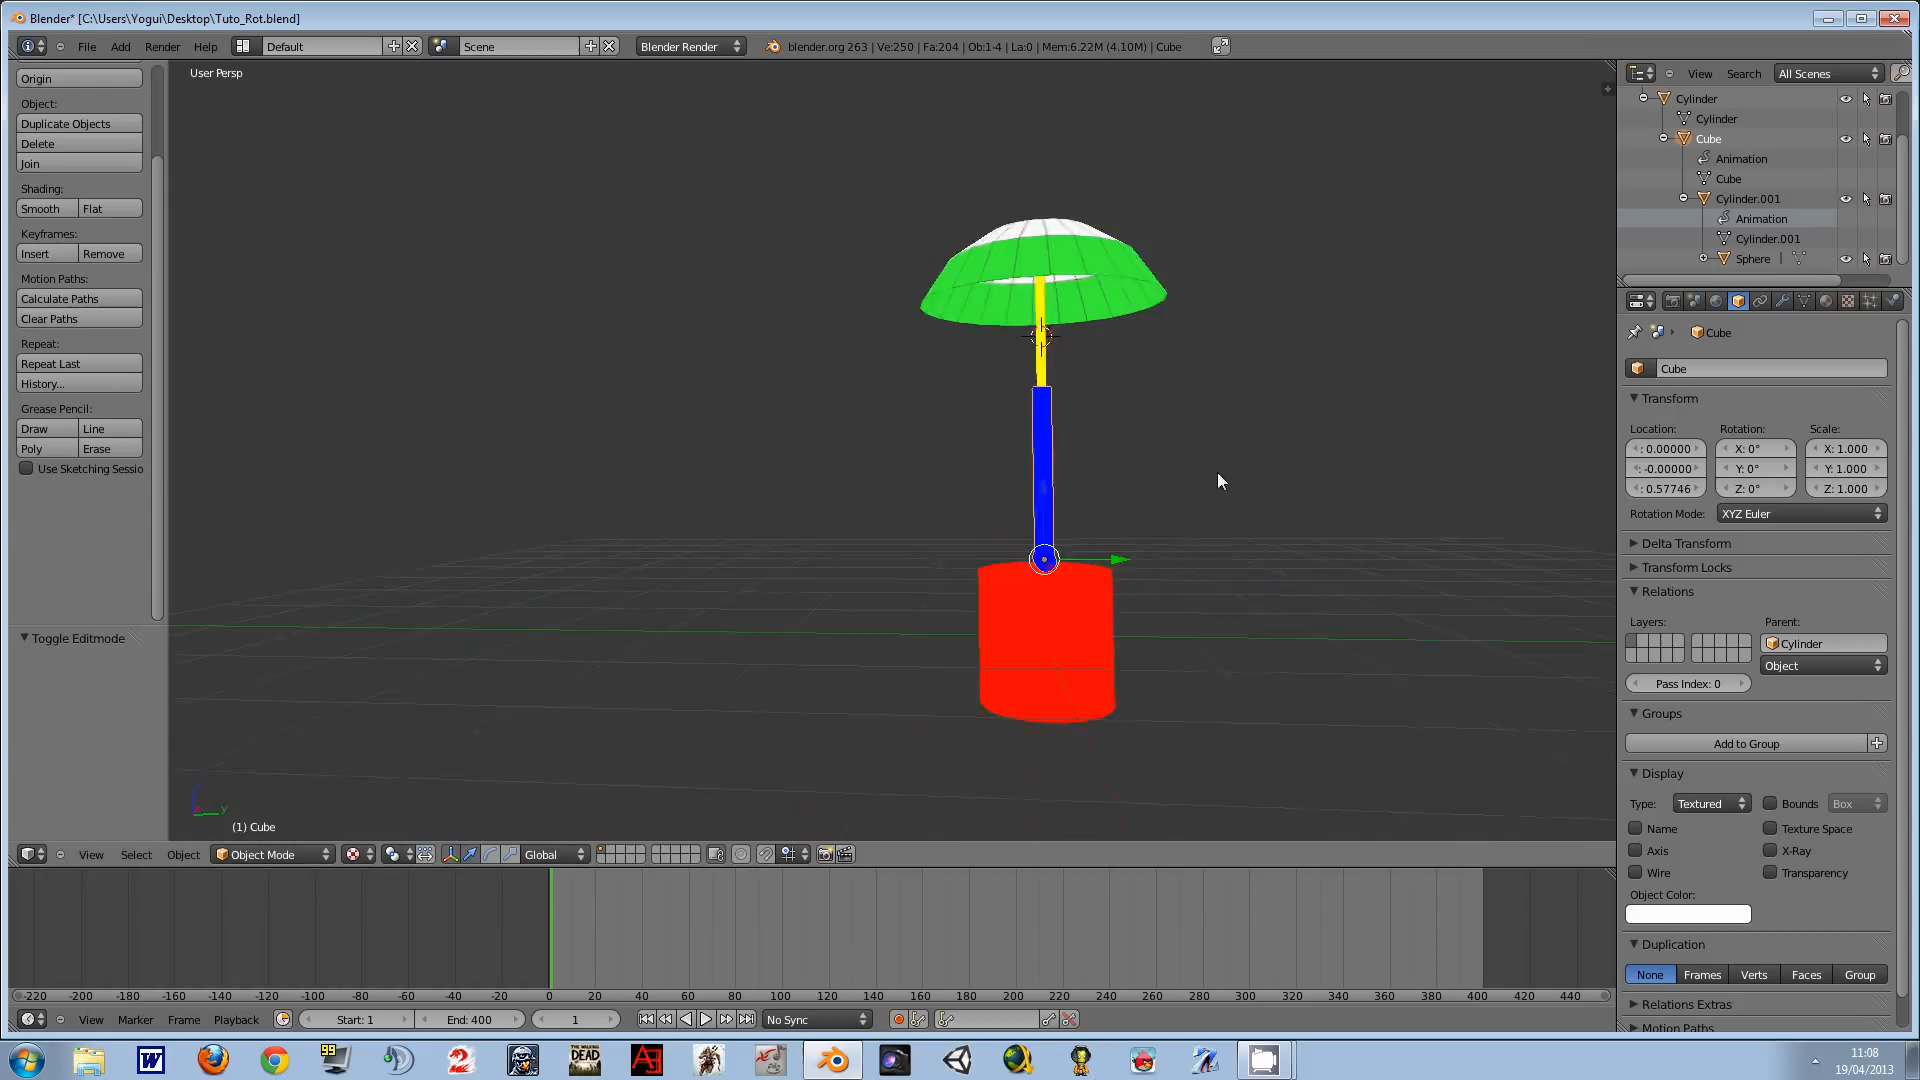 Blender* [C:\Users\Yogui\Desktop\Tuto_Rot.blend]
File Add Render Help Default Scene Blender Render blender.org 263 | Ve:250 | Fa:204 | Ob:1-4 | La:0 | Mem:6.22M (4.10M) | Cube
Origin
Object:
Duplicate Objects
Delete
Join
Shading:
Smooth Flat
Keyframes:
Insert Remove
Motion Paths:
Calculate Paths
Clear Paths
Repeat:
Repeat Last
History...
Grease Pencil:
Draw Line
Poly Erase
Use Sketching Sessio
Toggle Editmode
User Persp
(1) Cube
View Search All Scenes
Cylinder
Cylinder
Cube
Animation
Cube
Cylinder.001
Animation
Cylinder.001
Sphere
Cube
Cube
Transform
Location: Rotation: Scale:
: 0.00000 X: 0° X: 1.000
: -0.00000 Y: 0° Y: 1.000
: 0.57746 Z: 0° Z: 1.000
Rotation Mode: XYZ Euler
Delta Transform
Transform Locks
Relations
Layers: Parent:
Cylinder
Object
Pass Index: 0
Groups
Add to Group
Display
Type: Textured Bounds Box
Name Texture Space
Axis X-Ray
Wire Transparency
Object Color:
Duplication
None Frames Verts Faces Group
Relations Extras
Motion Paths
View Select Object Object Mode Global
-220 -200 -180 -160 -140 -120 -100 -80 -60 -40 -20 0 20 40 60 80 100 120 140 160 180 200 220 240 260 280 300 320 340 360 380 400 420 440
View Marker Frame Playback Start: 1 End: 400 1 No Sync
99
THE WALKING DEAD
11:08
19/04/2013